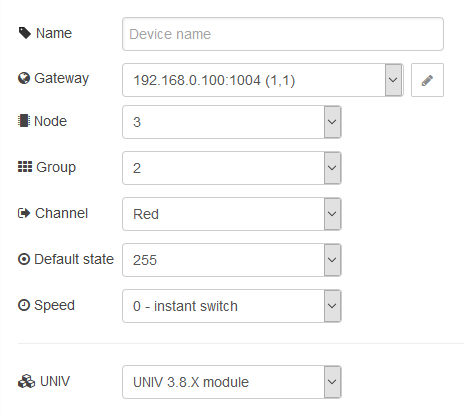 Name Device name
Gateway 192.168.0.100:1004 (1,1)
Node 3
Group 2
Channel Red
Default state 255
Speed 0 - instant switch
UNIV UNIV 3.8.X module